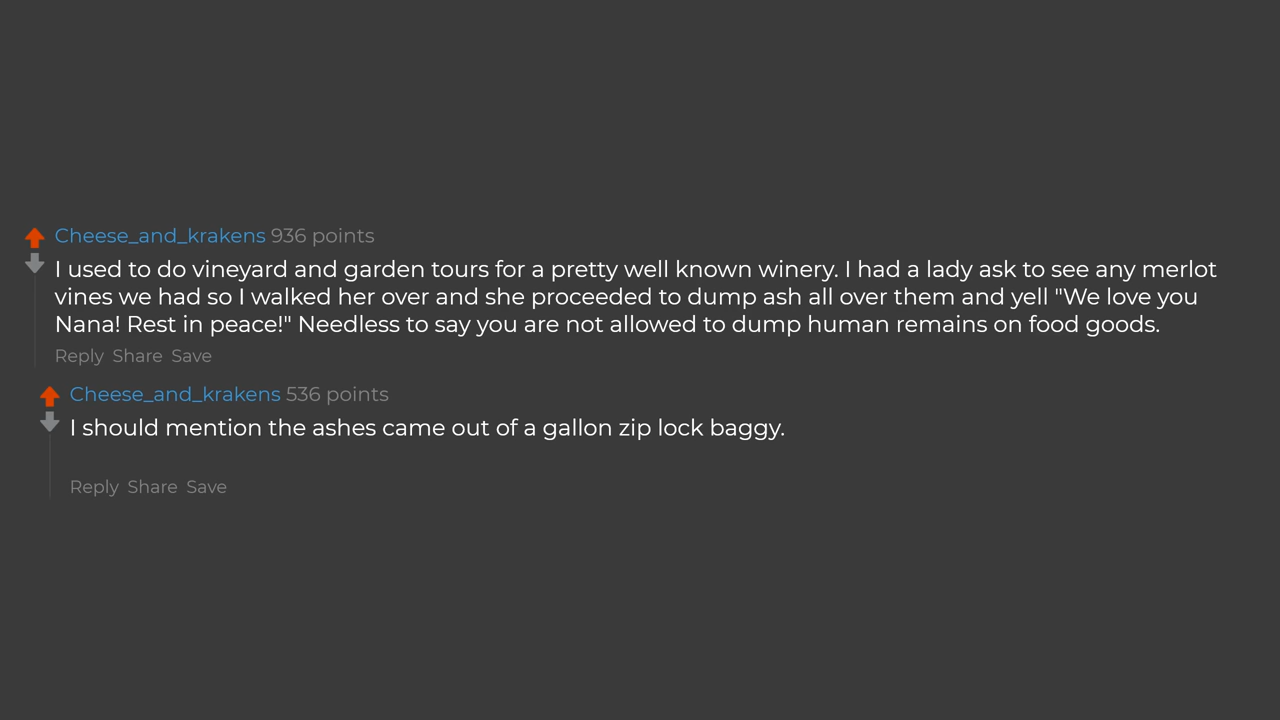 Cheese_and_krakens 936 points
I used to do vineyard and garden tours for a pretty well known winery. I had a lady ask to see any merlot
vines we had so I walked her over and she proceeded to dump ash all over them and yell "We love you
Nana! Rest in peace!" Needless to say you are not allowed to dump human remains on food goods.
Reply Share Save
Cheese_and_krakens 536 points
I should mention the ashes came out of a gallon zip lock baggy.
Reply Share Save